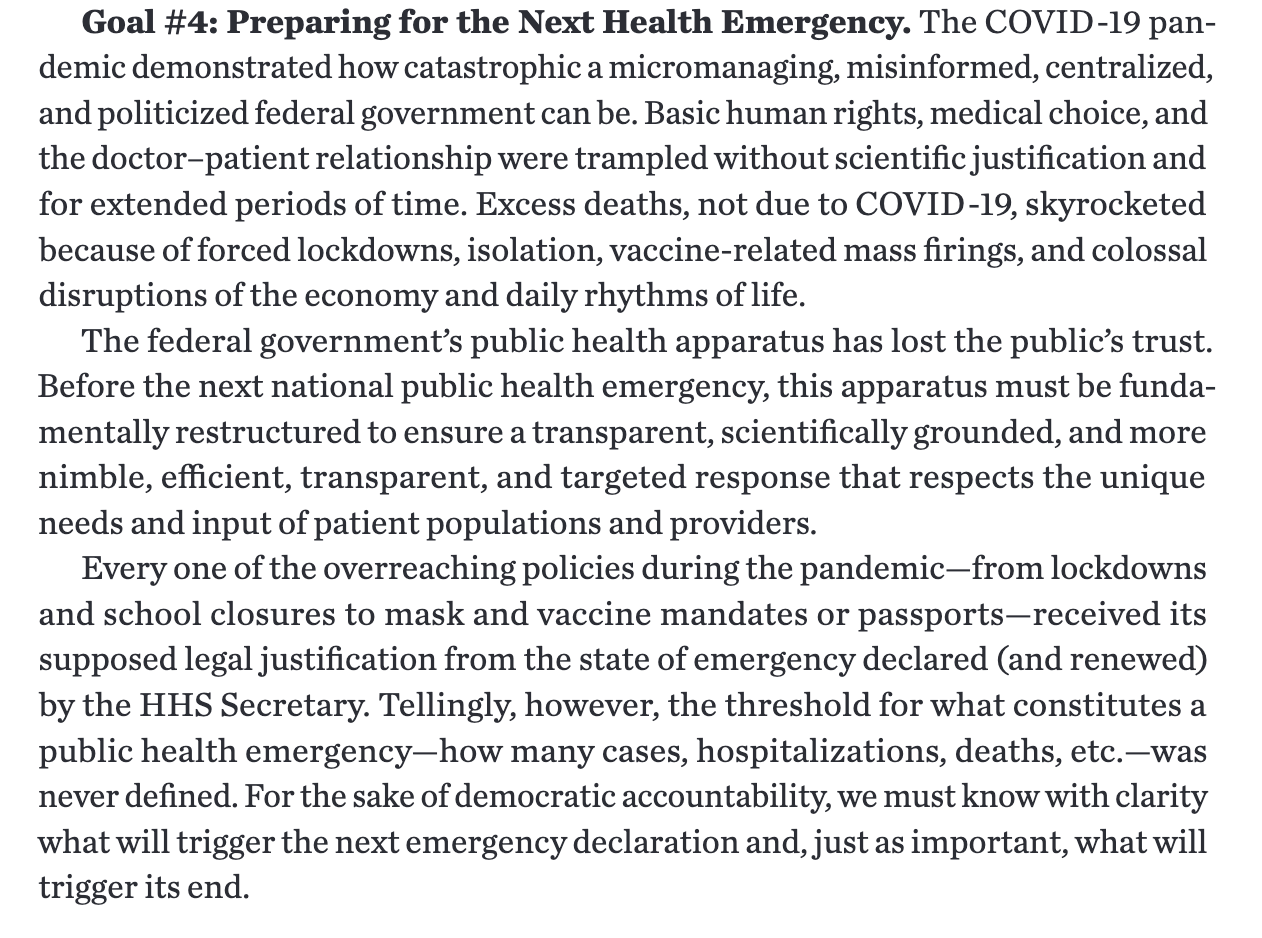 Goal #4: Preparing for the Next Health Emergency. The COVID-19 pan-
demic demonstrated how catastrophic a micromanaging, misinformed, centralized,
and politicized federal government can be. Basic human rights, medical choice, and
the doctor–patient relationship were trampled without scientific justification and
for extended periods of time. Excess deaths, not due to COVID-19, skyrocketed
because of forced lockdowns, isolation, vaccine-related mass firings, and colossal
disruptions of the economy and daily rhythms of life.
The federal government’s public health apparatus has lost the public’s trust.
Before the next national public health emergency, this apparatus must be funda-
mentally restructured to ensure a transparent, scientifically grounded, and more
nimble, efficient, transparent, and targeted response that respects the unique
needs and input of patient populations and providers.
Every one of the overreaching policies during the pandemic—from lockdowns
and school closures to mask and vaccine mandates or passports—received its
supposed legal justification from the state of emergency declared (and renewed)
by the HHS Secretary. Tellingly, however, the threshold for what constitutes a
public health emergency—how many cases, hospitalizations, deaths, etc.—was
never defined. For the sake of democratic accountability, we must know with clarity
what will trigger the next emergency declaration and, just as important, what will
trigger its end.